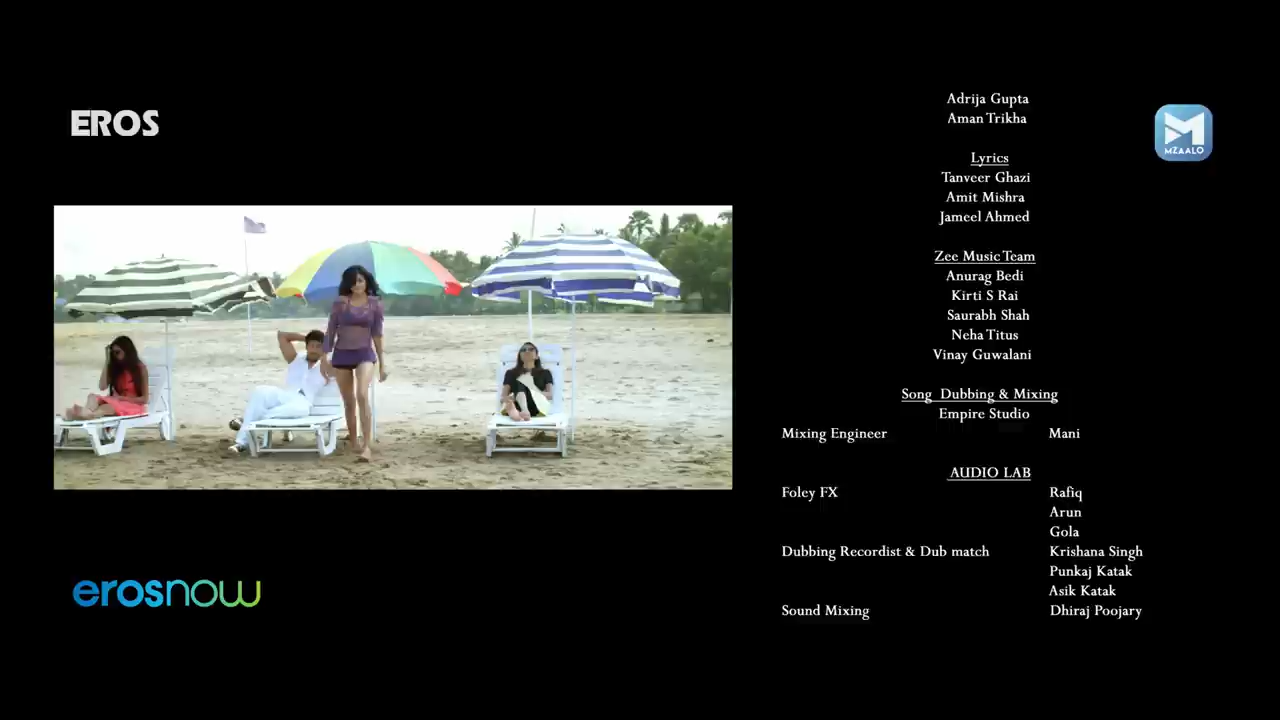 EROS
MZAALO
Adrija Gupta
Aman Trikha
Lyrics
Tanveer Ghazi
Amit Mishra
Jameel Ahmed
Zee Music Team
Anurag Bedi
Kirti S Rai
Saurabh Shah
Neha Titus
Vinay Guwalani
Song Dubbing & Mixing
Empire Studio
Mixing Engineer Mani
AUDIO LAB
Foley FX Rafiq
Arun
Gola
Dubbing Recordist & Dub match Krishana Singh
Punkaj Katak
Asik Katak
Sound Mixing Dhiraj Poojary
erosnow